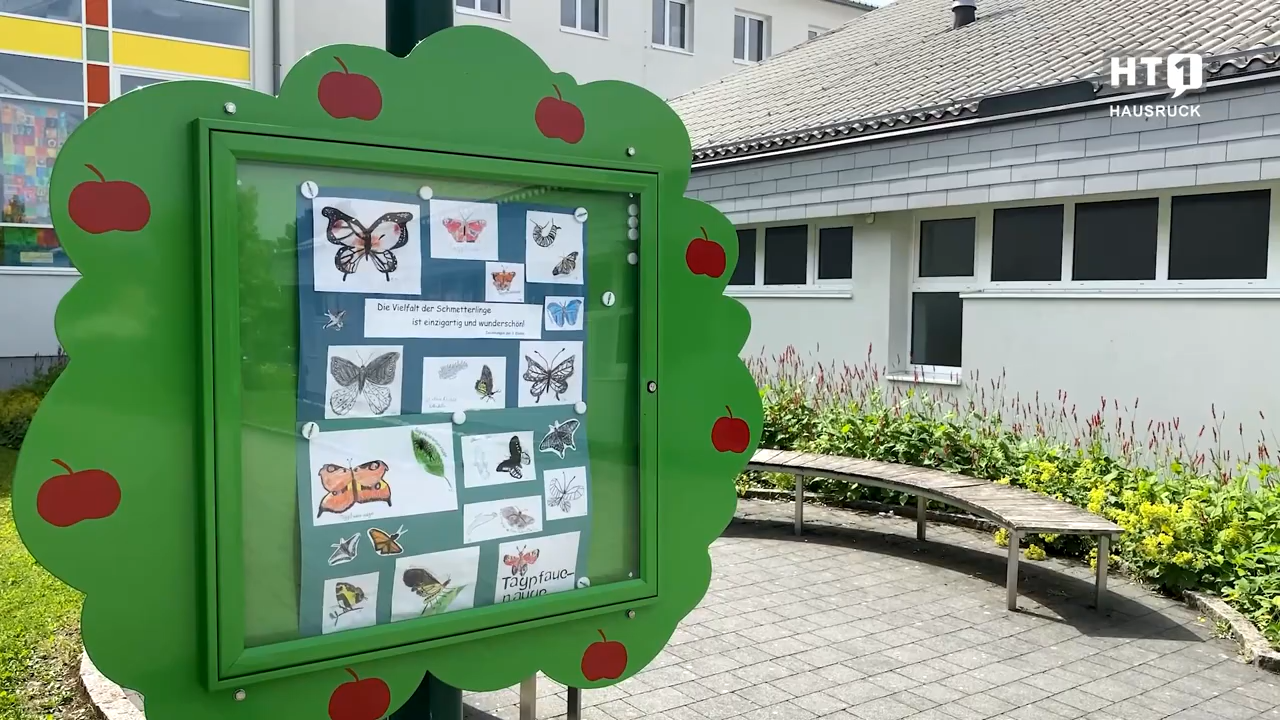 HT1
HAUSRUCK
Die Vielfalt der Schmetterlinge
ist einzigartig und wunderschön!
Tagpfaue-
nauge